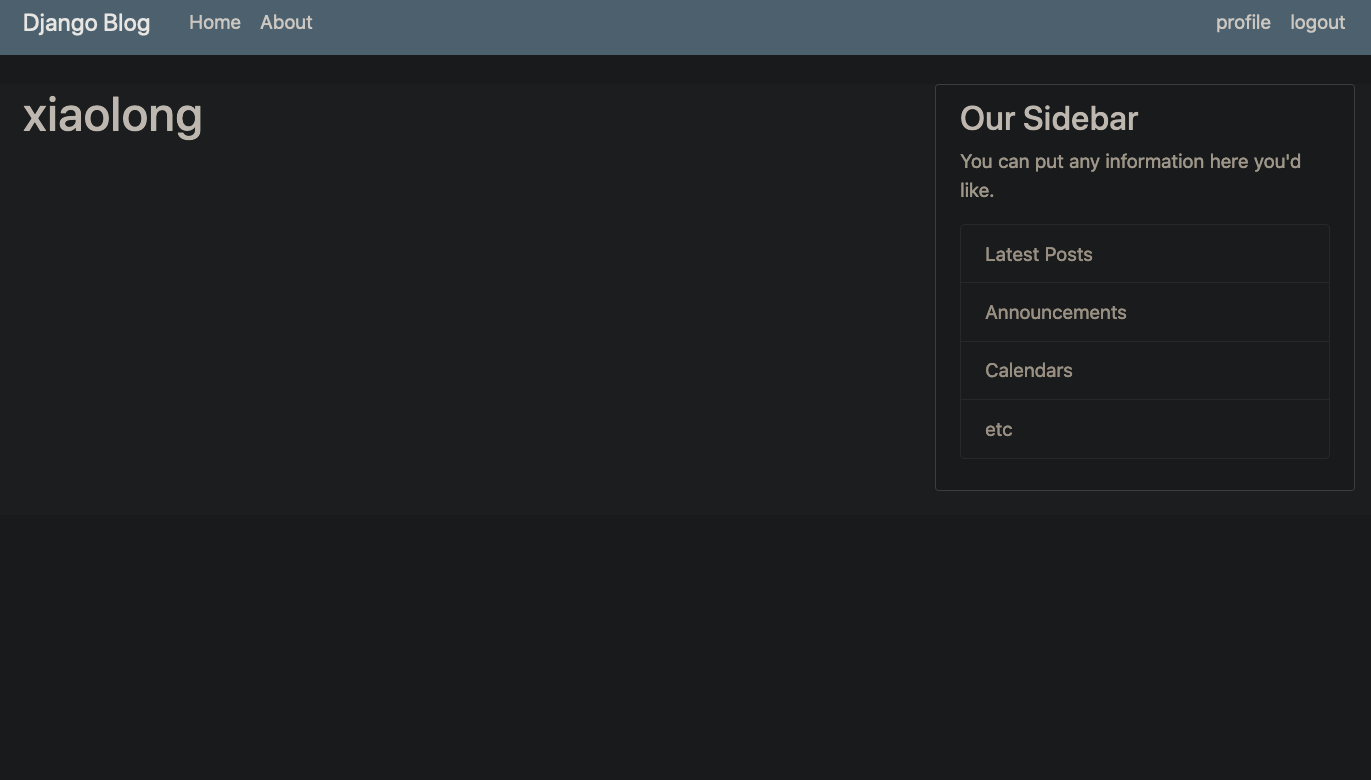 Django Blog Home About profile logout
xiaolong
Our Sidebar
You can put any information here you'd
like.
Latest Posts
Announcements
Calendars
etc